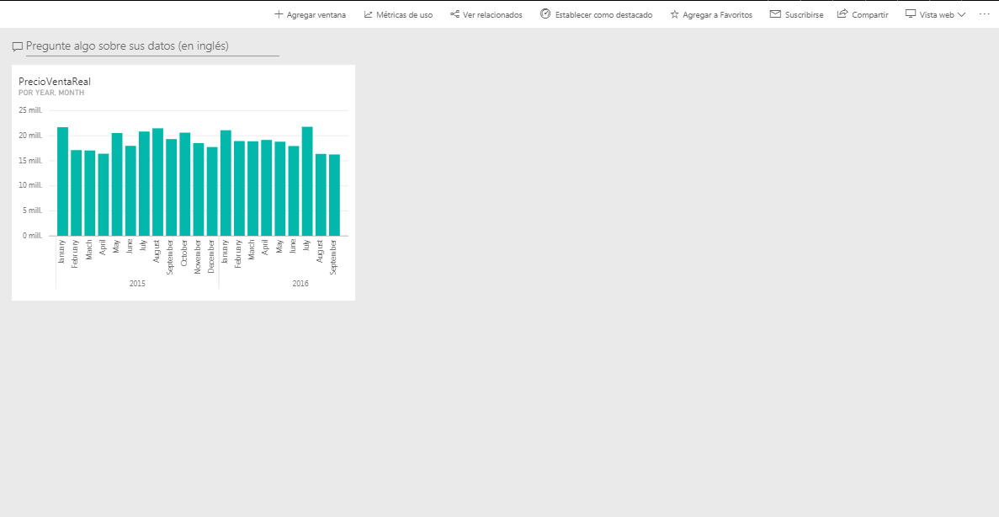 Agregar ventana Métricas de uso Ver relacionados Establecer como destacado Agregar a Favoritos Suscribirse Compartir Vista web ...
Pregunte algo sobre sus datos (en inglés)
PrecioVentaReal
POR YEAR, MONTH
25 mill.
20 mill.
15 mill.
10 mill.
5 mill.
0 mill.
January February March April May June July August September October November December January February March April May June July August September
2015 2016